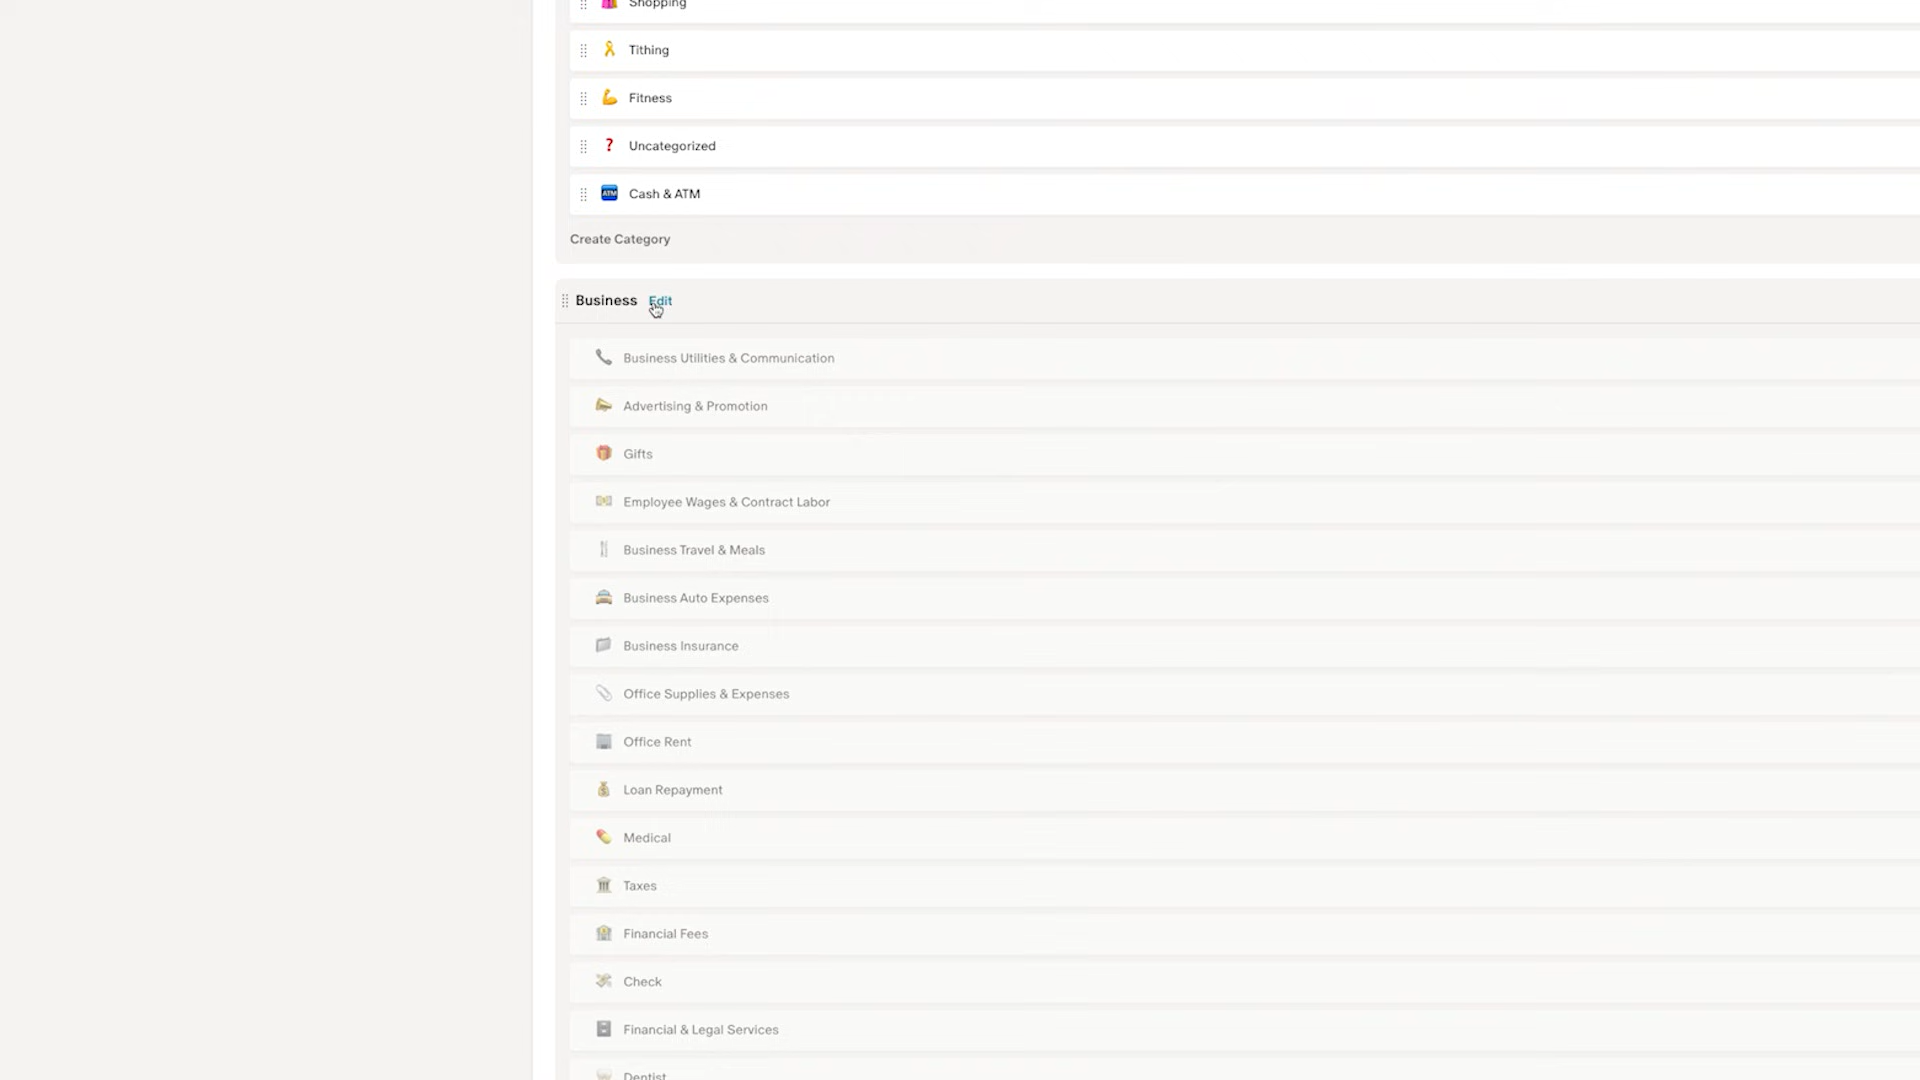 Shopping
Tithing
Fitness
Uncategorized
ATM Cash & ATM
Create Category
Business Edit
Business Utilities & Communication
Advertising & Promotion
Gifts
Employee Wages & Contract Labor
Business Travel & Meals
Business Auto Expenses
Business Insurance
Office Supplies & Expenses
Office Rent
Loan Repayment
Medical
Taxes
Financial Fees
Check
Financial & Legal Services
Dentist